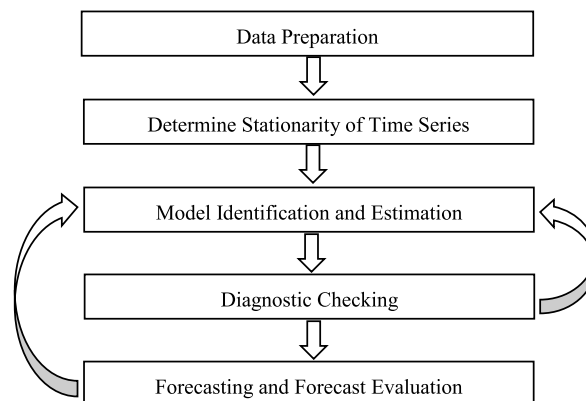 Data Preparation
Determine Stationarity of Time Series
Model Identification and Estimation
Diagnostic Checking
Forecasting and Forecast Evaluation